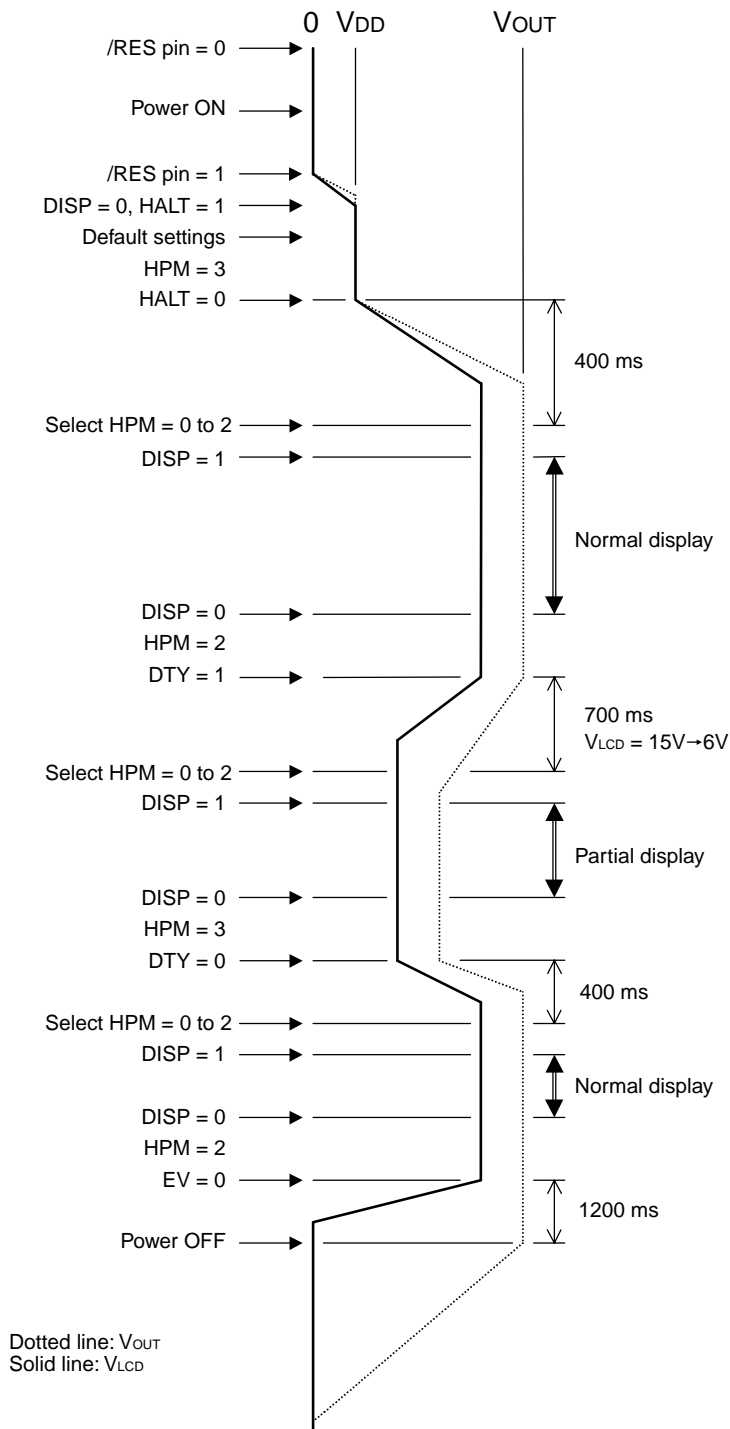 0 VDD VOUT
/RES pin = 0
Power ON
/RES pin = 1
DISP = 0, HALT = 1
Default settings
HPM = 3
HALT = 0
400 ms
Select HPM = 0 to 2
DISP = 1
Normal display
DISP = 0
HPM = 2
DTY = 1
700 ms
VLCD = 15V→6V
Select HPM = 0 to 2
DISP = 1
Partial display
DISP = 0
HPM = 3
DTY = 0
400 ms
Select HPM = 0 to 2
DISP = 1
Normal display
DISP = 0
HPM = 2
EV = 0
1200 ms
Power OFF
Dotted line: VOUT
Solid line: VLCD